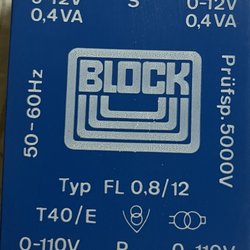 0-12V S 0-12V
0,4VA 0,4VA
BLOCK
50-60Hz
Prüfsp.5000V
Typ FL 0.8/12
T40/E
0-110V P 0-110V